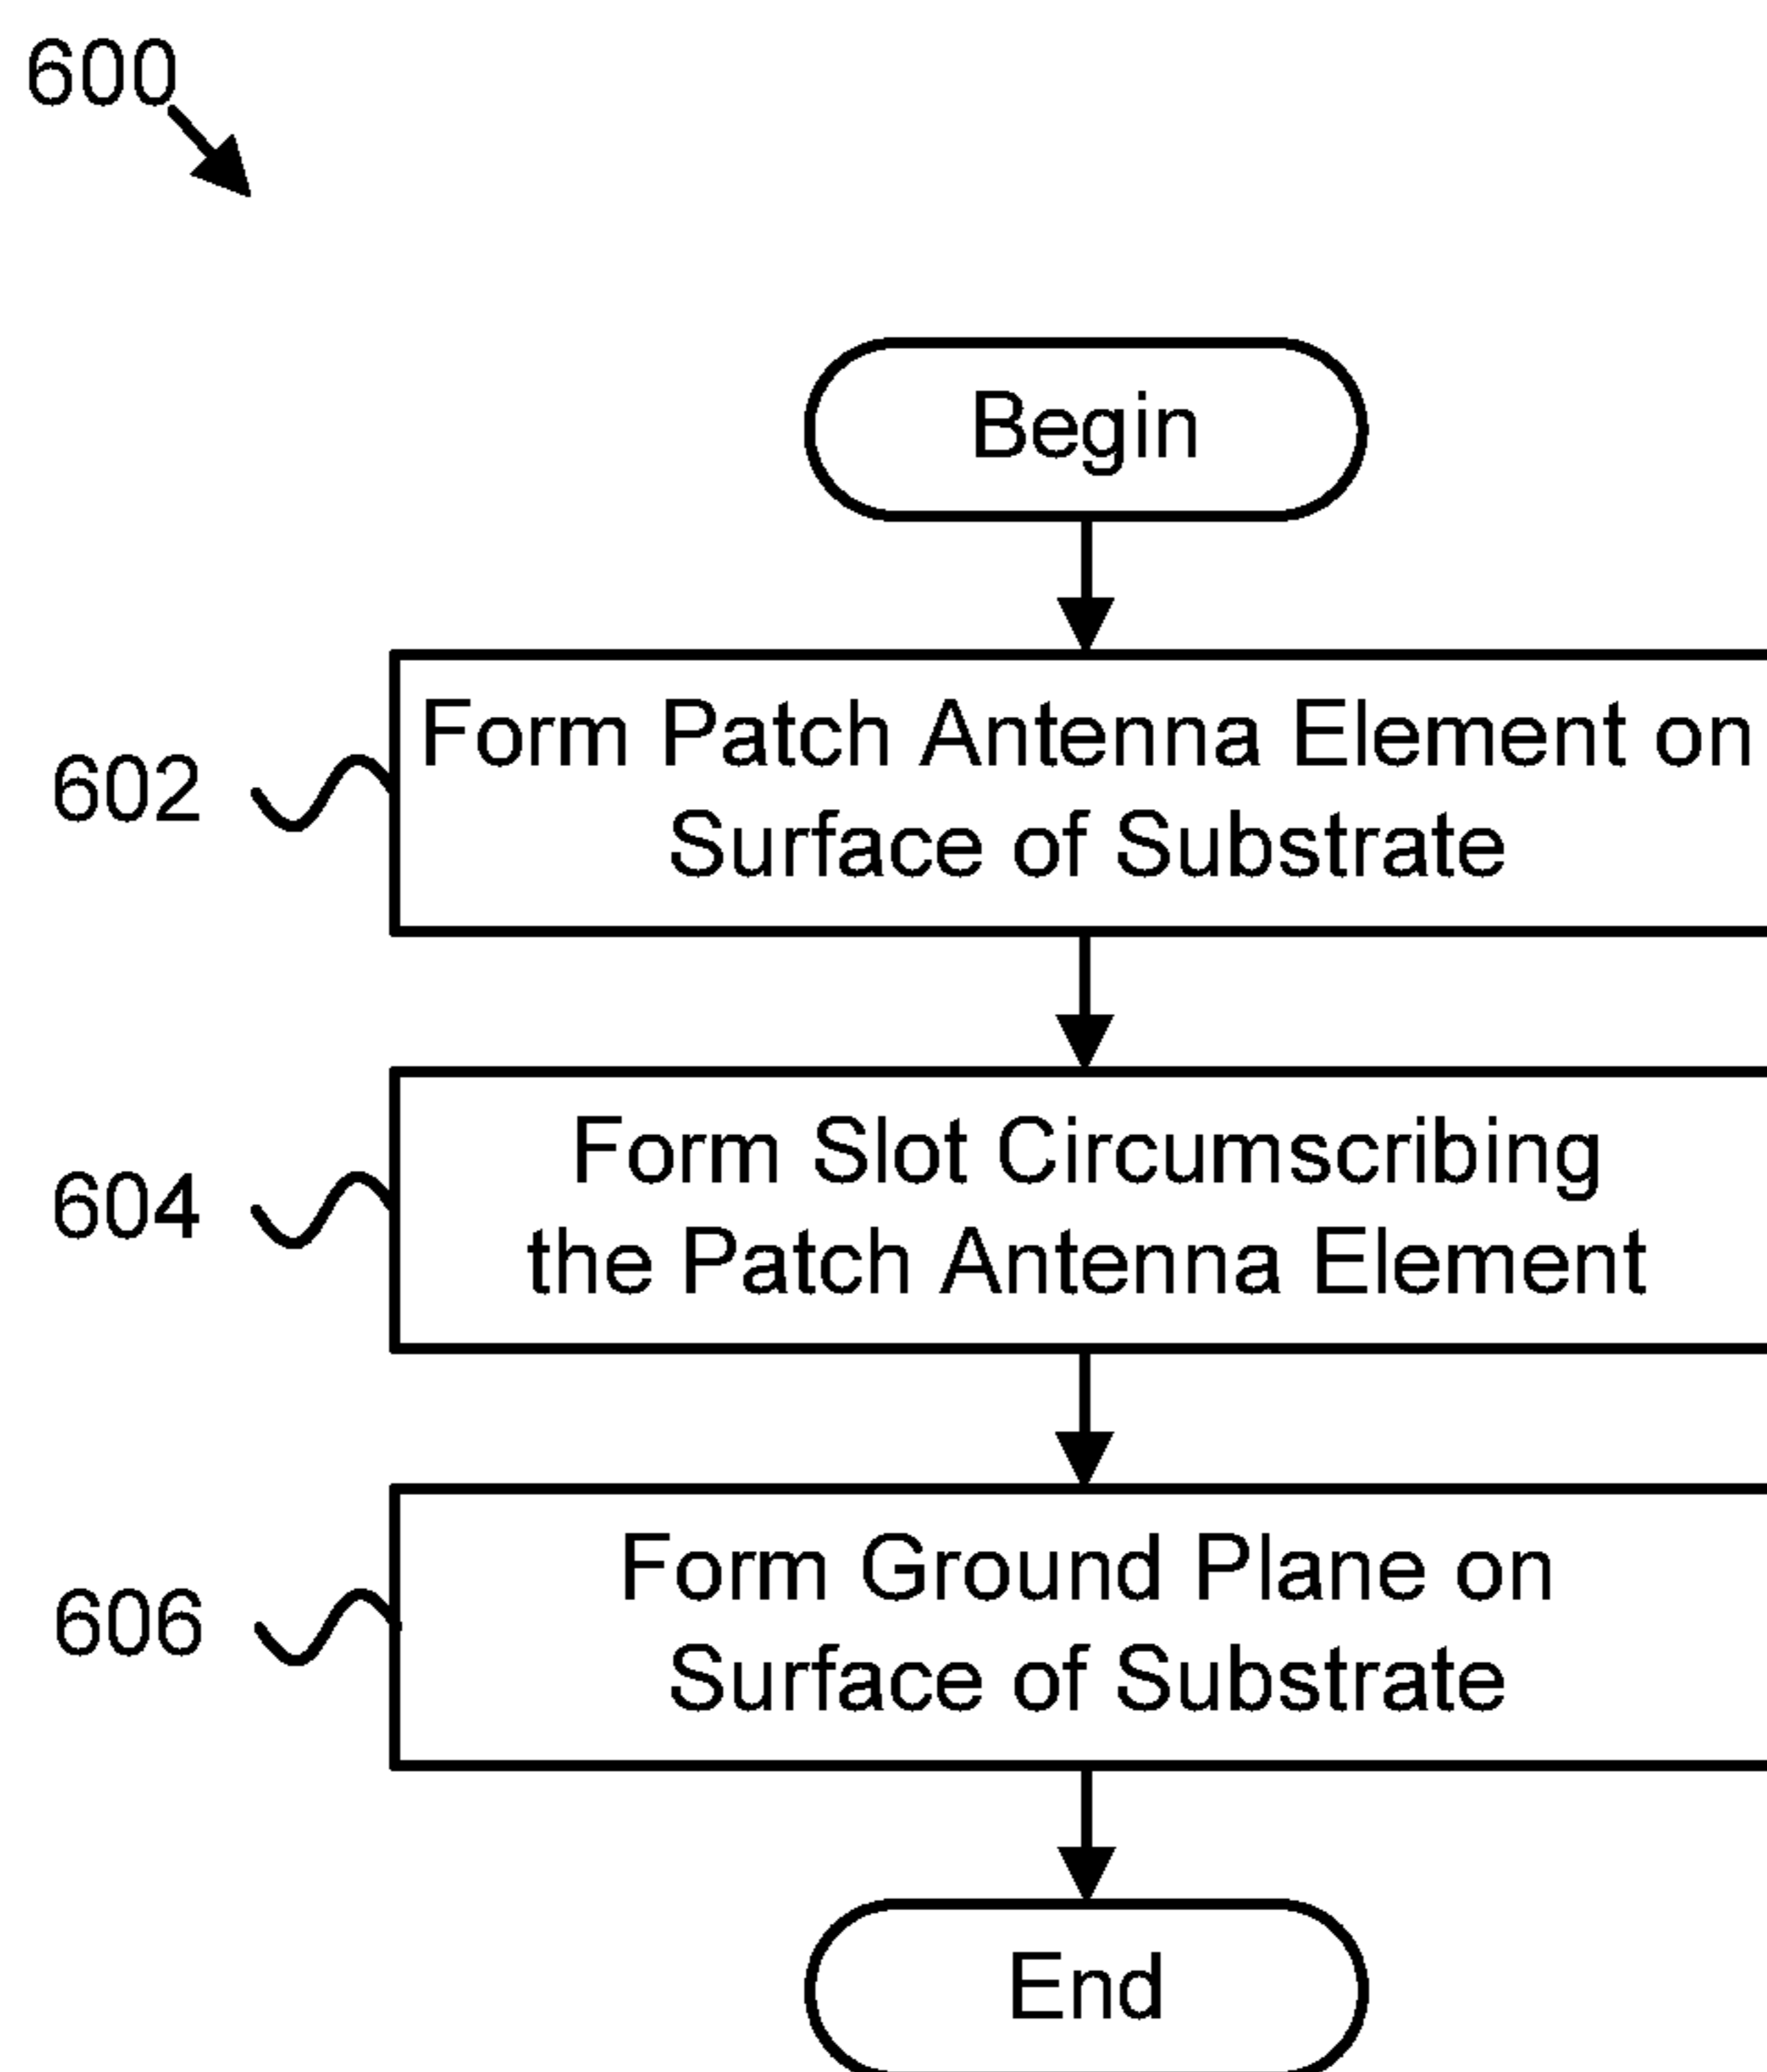 600
Begin
602
Form Patch Antenna Element on
Surface of Substrate
604
Form Slot Circumscribing
the Patch Antenna Element
606
Form Ground Plane on
Surface of Substrate
End